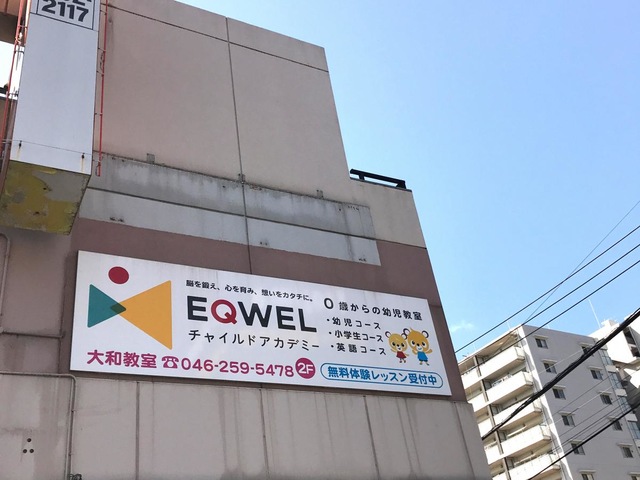 2117
脳を鍛え、心を育み、想いをカタチに。
EQWEL
チャイルドアカデミー
0歳からの幼児教室
・幼児コース
・小学生コース
・英語コース
大和教室 ☎046-259-5478 2F
無料体験レッスン受付中